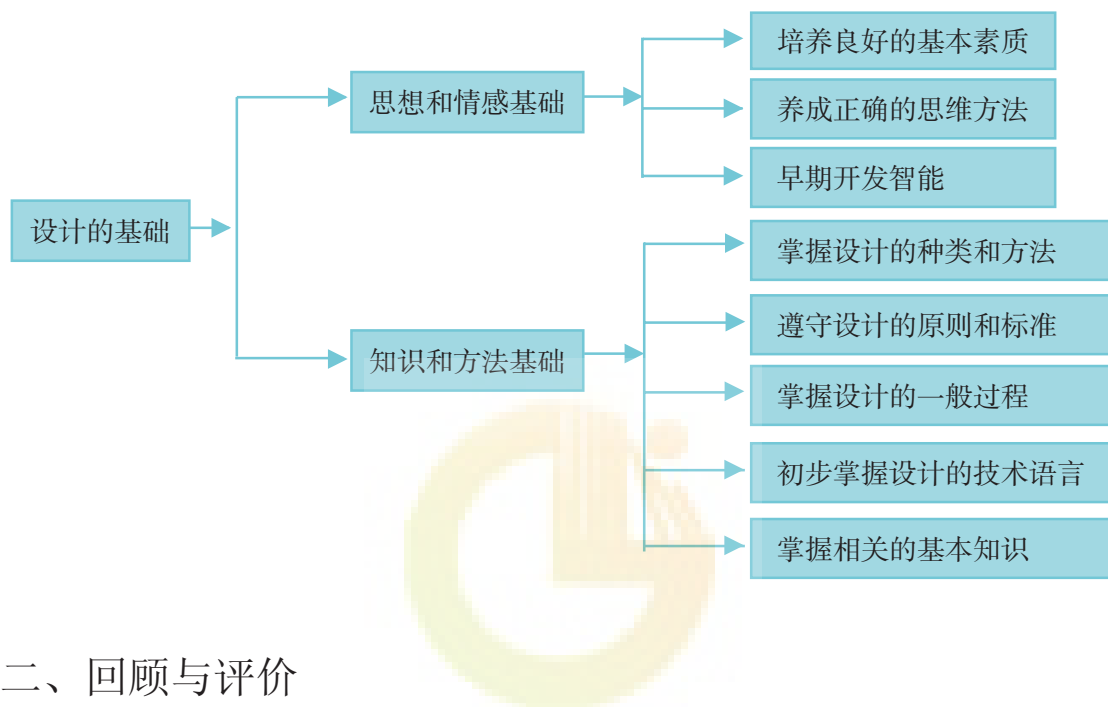 设计的基础
思想和情感基础
培养良好的基本素质
养成正确的思维方法
早期开发智能
知识和方法基础
掌握设计的种类和方法
遵守设计的原则和标准
掌握设计的一般过程
初步掌握设计的技术语言
掌握相关的基本知识
二、回顾与评价